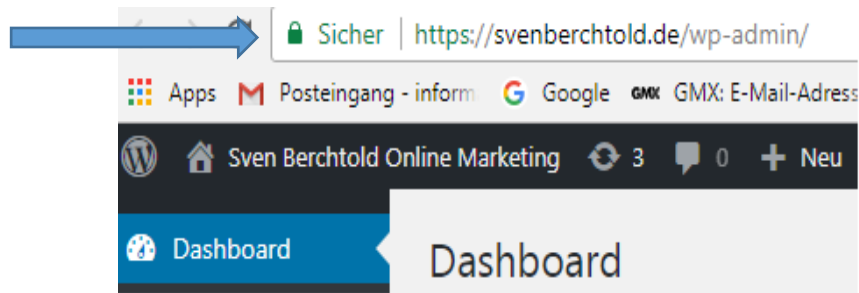 Sicher | https://svenberchtold.de/wp-admin/
Apps Posteingang - inform Google GMX GMX: E-Mail-Adress
Sven Berchtold Online Marketing 3 0 + Neu
Dashboard
Dashboard